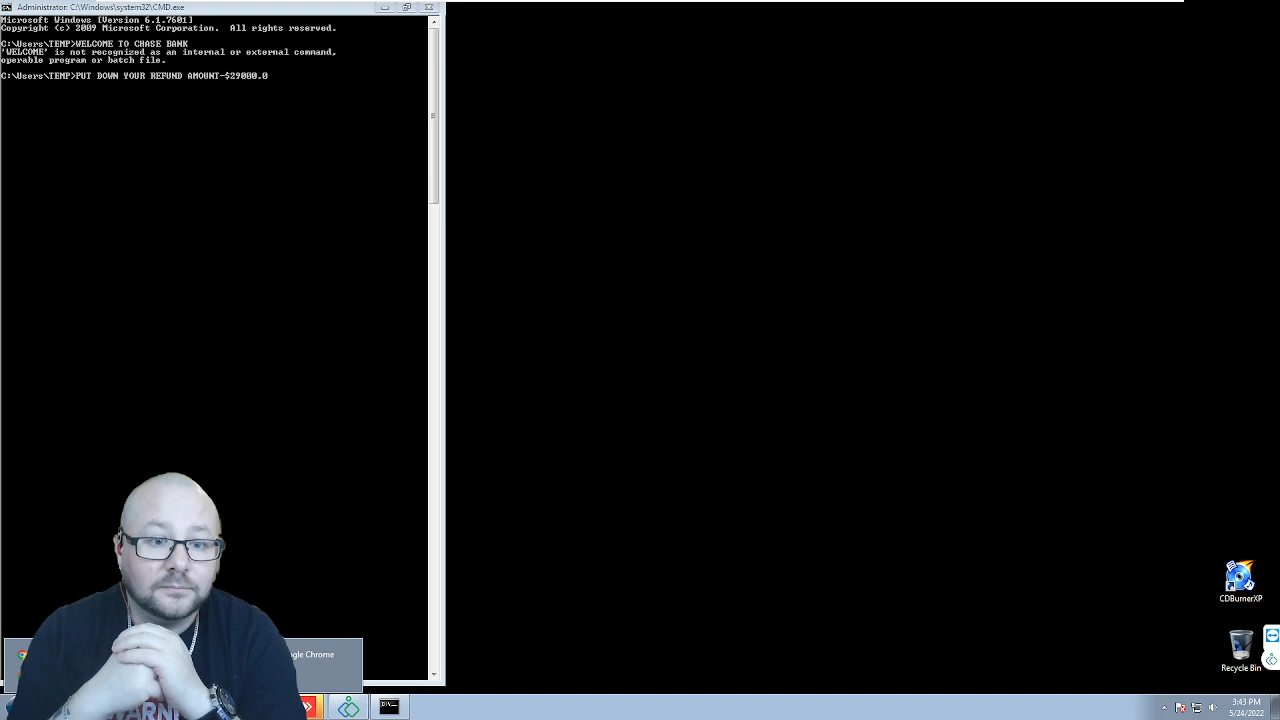 Administrator: C:\Windows\system32\CMD.exe
Microsoft Windows [Version 6.1.7601]
Copyright (c) 2009 Microsoft Corporation.  All rights reserved.
C:\Users\TEMP>WELCOME TO CHASE BANK
'WELCOME' is not recognized as an internal or external command,
operable program or batch file.
C:\Users\TEMP>PUT DOWN YOUR REFUND AMOUNT-$29000.0
CDBurnerXP
Recycle Bin
ogle Chrome
3:43 PM
5/24/2022